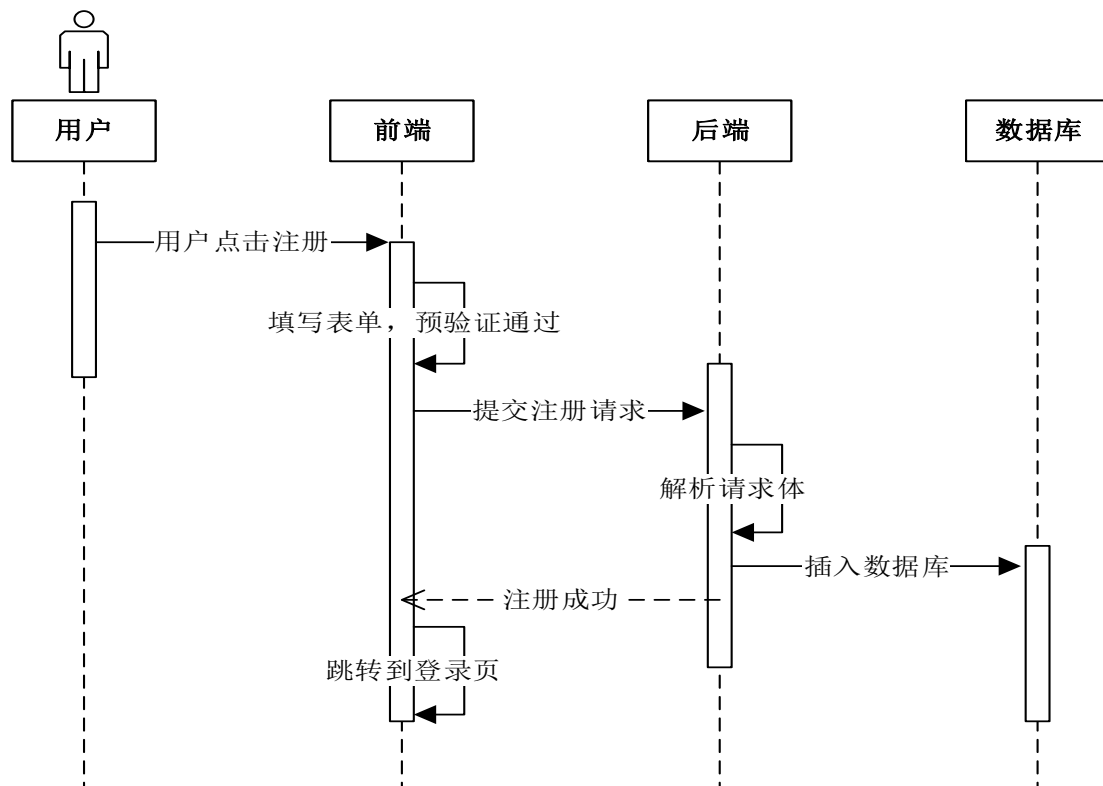 用户
前端
后端
数据库
用户点击注册
填写表单，预验证通过
提交注册请求
解析请求体
插入数据库
注册成功
跳转到登录页